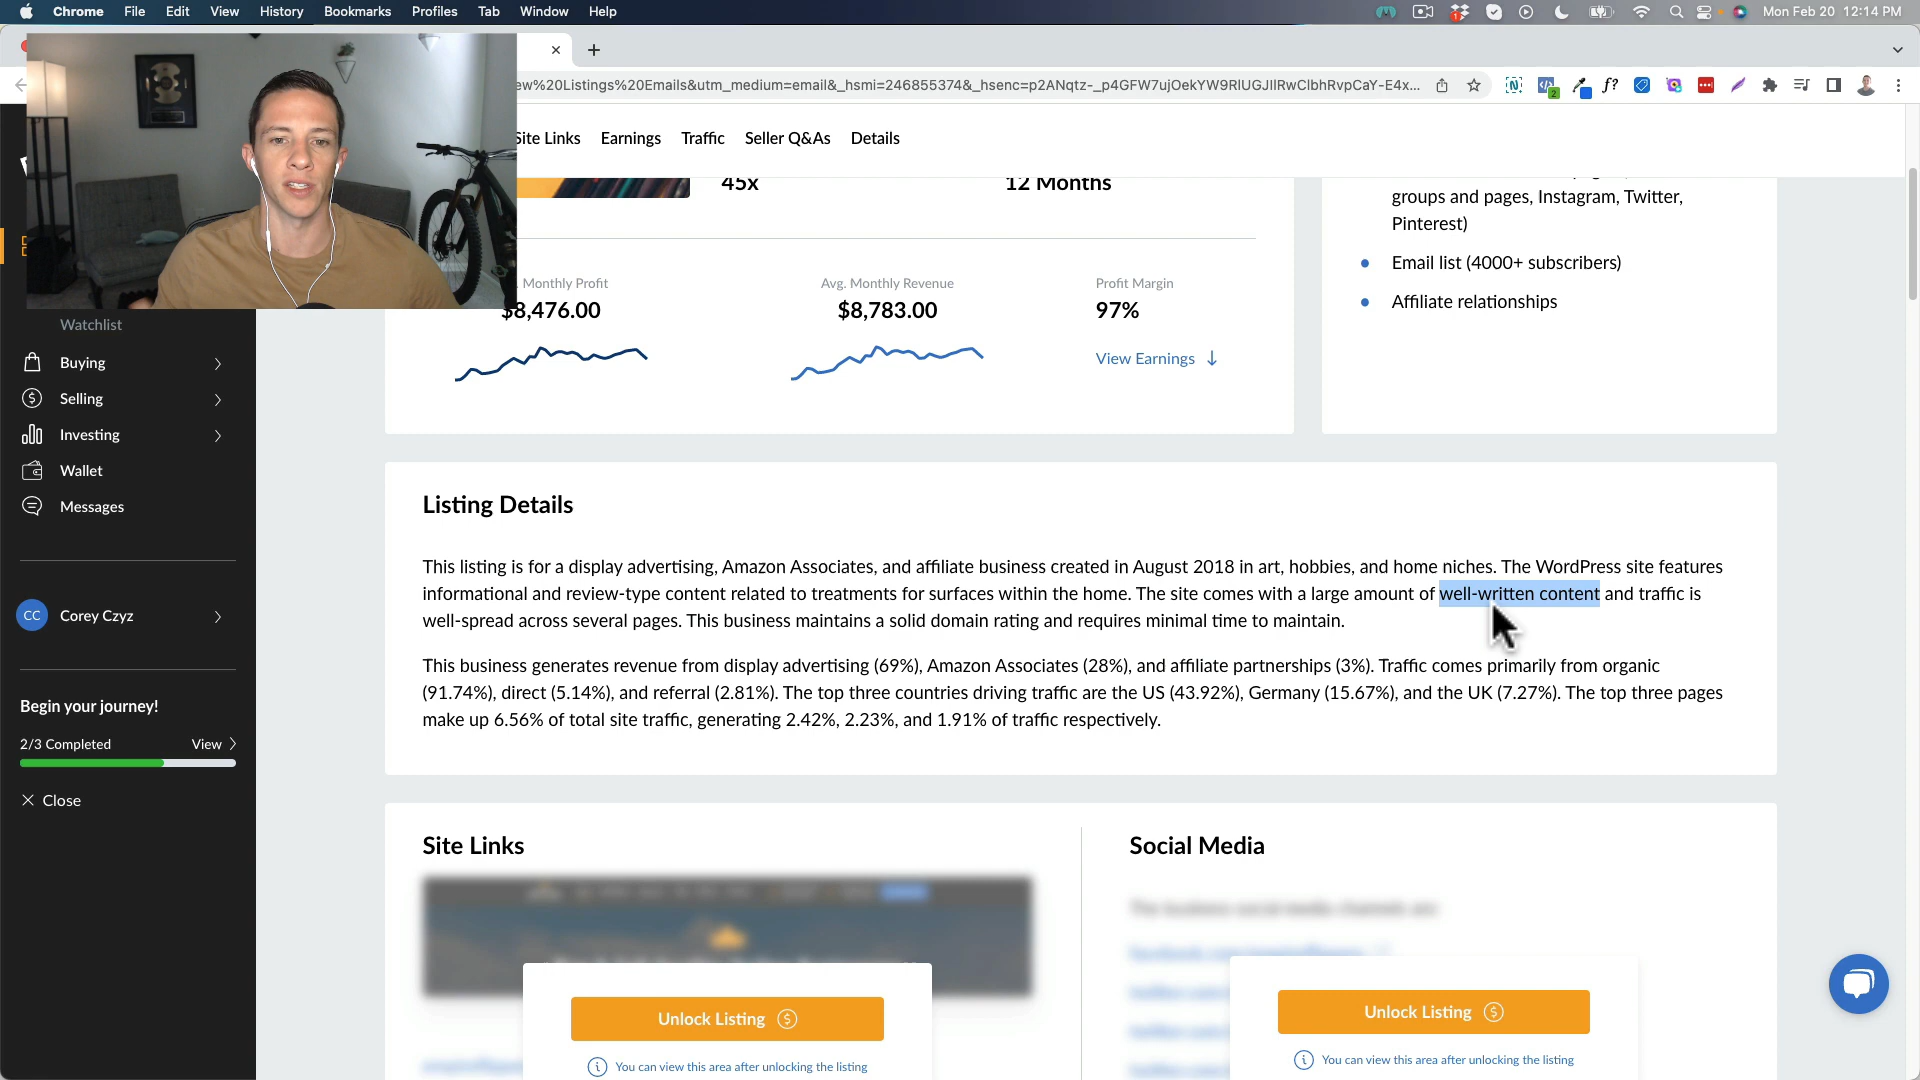 Chrome File Edit View History Bookmarks Profiles Tab Window Help
Mon Feb 20 12:14 PM
ew%20Listings%20Emails&utm_medium=email&_hsmi=246855374&_hsenc=p2ANqtz-_p4GFW7ujOekYW9RlUGJIlRwClbhRvpCaY-E4x...
Site Links Earnings Traffic Seller Q&As Details
45x
12 Months
groups and pages, Instagram, Twitter,
Pinterest)
Email list (4000+ subscribers)
Affiliate relationships
Monthly Profit
$8,476.00
Avg. Monthly Revenue
$8,783.00
Profit Margin
97%
View Earnings
Watchlist
Buying
Selling
Investing
Wallet
Messages
CC Corey Czyz
Begin your journey!
2/3 Completed View
Close
Listing Details
This listing is for a display advertising, Amazon Associates, and affiliate business created in August 2018 in art, hobbies, and home niches. The WordPress site features
informational and review-type content related to treatments for surfaces within the home. The site comes with a large amount of well-written content and traffic is
well-spread across several pages. This business maintains a solid domain rating and requires minimal time to maintain.
This business generates revenue from display advertising (69%), Amazon Associates (28%), and affiliate partnerships (3%). Traffic comes primarily from organic
(91.74%), direct (5.14%), and referral (2.81%). The top three countries driving traffic are the US (43.92%), Germany (15.67%), and the UK (7.27%). The top three pages
make up 6.56% of total site traffic, generating 2.42%, 2.23%, and 1.91% of traffic respectively.
Site Links
Unlock Listing
You can view this area after unlocking the listing
Social Media
Unlock Listing
You can view this area after unlocking the listing